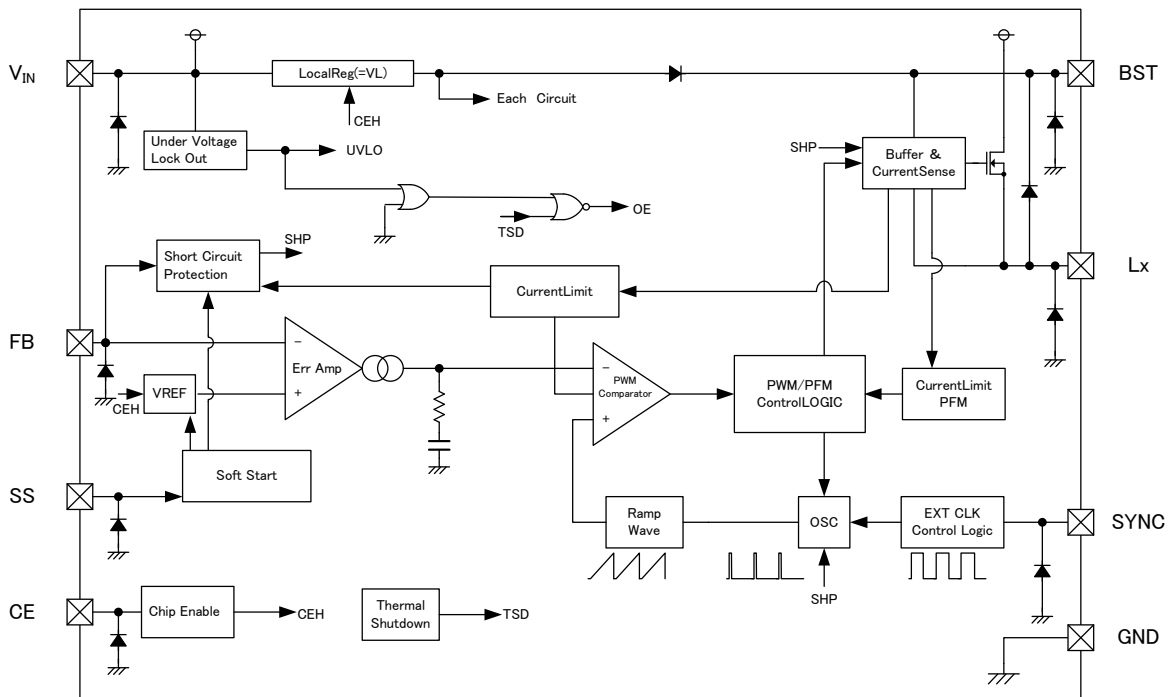 VIN
LocalReg(=VL)
BST
Each Circuit
CEH
Under Voltage
Lock Out
UVLO
SHP
Buffer &
CurrentSense
OE
TSD
SHP
Short Circuit
Protection
CurrentLimit
Lx
FB
−
Err Amp
+
CEH
VREF
−
PWM
Comparator
+
PWM/PFM
ControlLOGIC
CurrentLimit
PFM
Soft Start
SS
Ramp
Wave
OSC
EXT CLK
Control Logic
SYNC
SHP
CE
Chip Enable
CEH
Thermal
Shutdown
TSD
GND